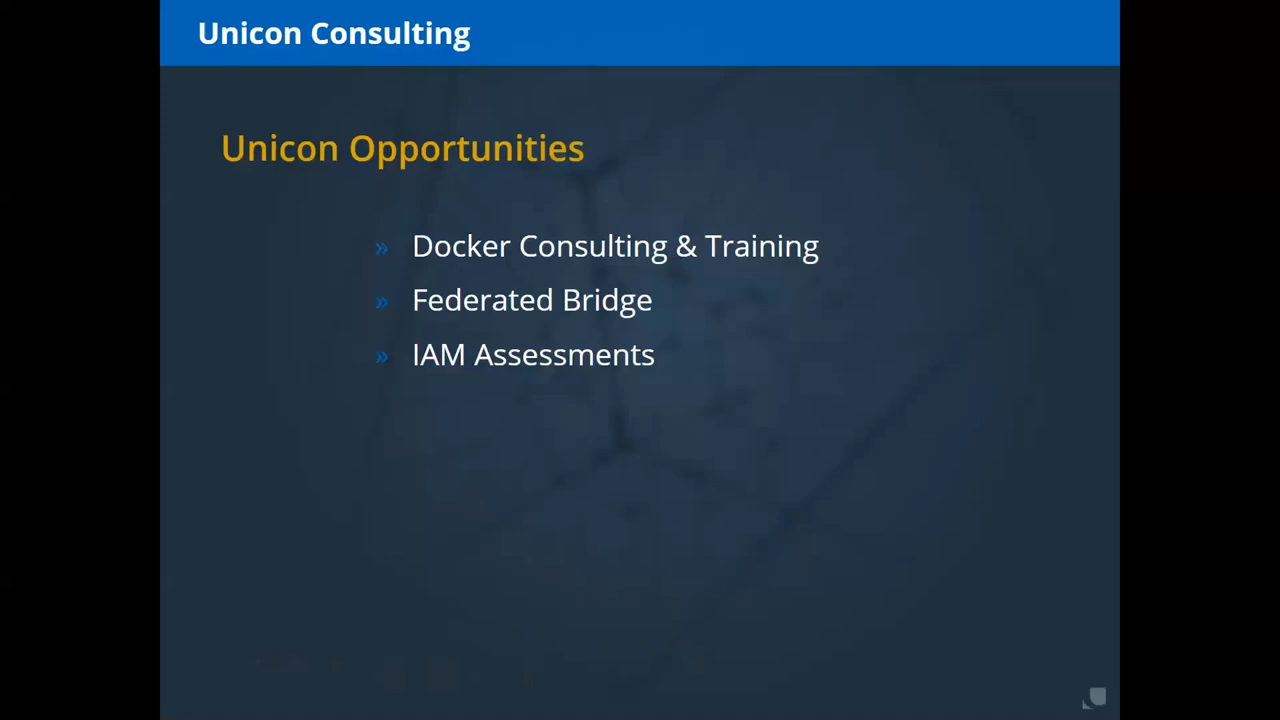 Unicon Consulting
Unicon Opportunities
» Docker Consulting & Training
» Federated Bridge
» IAM Assessments